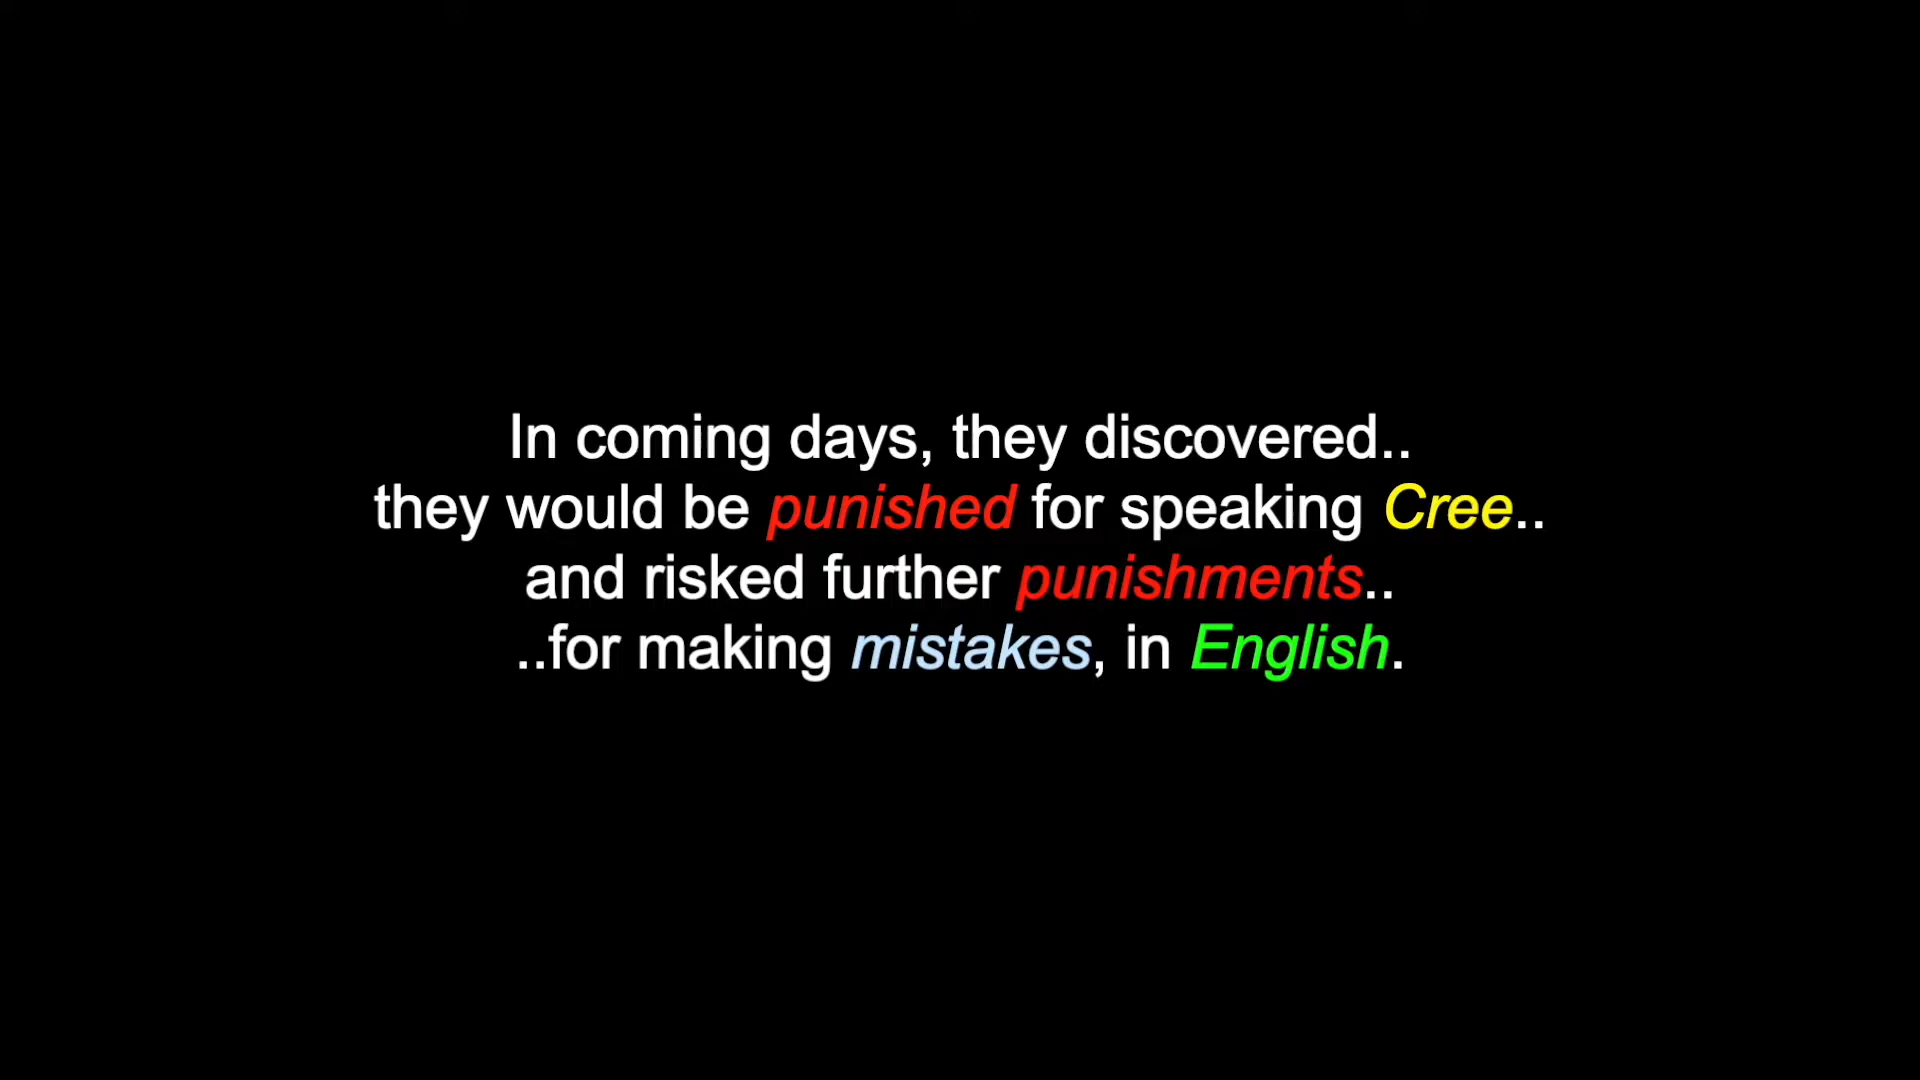 In coming days, they discovered..
they would be punished for speaking Cree..
and risked further punishments..
..for making mistakes, in English.